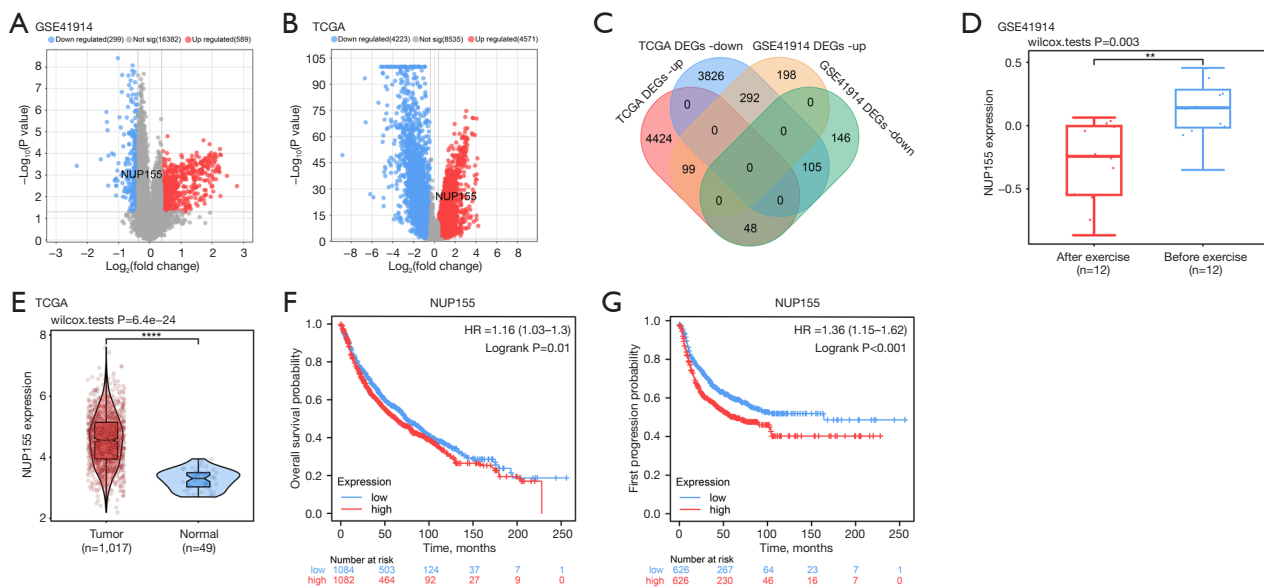 A GSE41914
Down regulated(299) Not sig(16382) Up regulated(589)
8
7
6
5
4
3
2
1
0
−Log10(P value)
NUP155
−3 −2 −1 0 1 2 3
Log2(fold change)
B TCGA
Down regulated(4223) Not sig(8535) Up regulated(4571)
105
90
75
60
45
30
15
0
−Log10(P value)
NUP155
−8 −6 −4 −2 0 2 4 6 8
Log2(fold change)
C
TCGA DEGs -down GSE41914 DEGs -up
TCGA DEGs -up
GSE41914 DEGs -down
3826 198
0 292 0
4424 0 0 146
99 0 105
0 0
48
D GSE41914
wilcox.tests P=0.003
**
NUP155 expression
0.0
−0.5
After exercise Before exercise
(n=12) (n=12)
E TCGA
wilcox.tests P=6.4e−24
****
NUP155 expression
8
6
4
2
Tumor Normal
(n=1,017) (n=49)
F NUP155
HR =1.16 (1.03–1.3)
Logrank P=0.01
Overall survival probability
1.0
0.8
0.6
0.4
0.2
0.0
Expression
low
high
0 50 100 150 200 250
Time, months
Number at risk
low 1084 503 124 37 7 1
high 1082 464 92 27 9 0
G NUP155
HR =1.36 (1.15–1.62)
Logrank P<0.001
First progression probability
1.0
0.8
0.6
0.4
0.2
0.0
Expression
low
high
0 50 100 150 200 250
Time, months
Number at risk
low 626 267 64 23 7 1
high 626 230 46 16 7 0